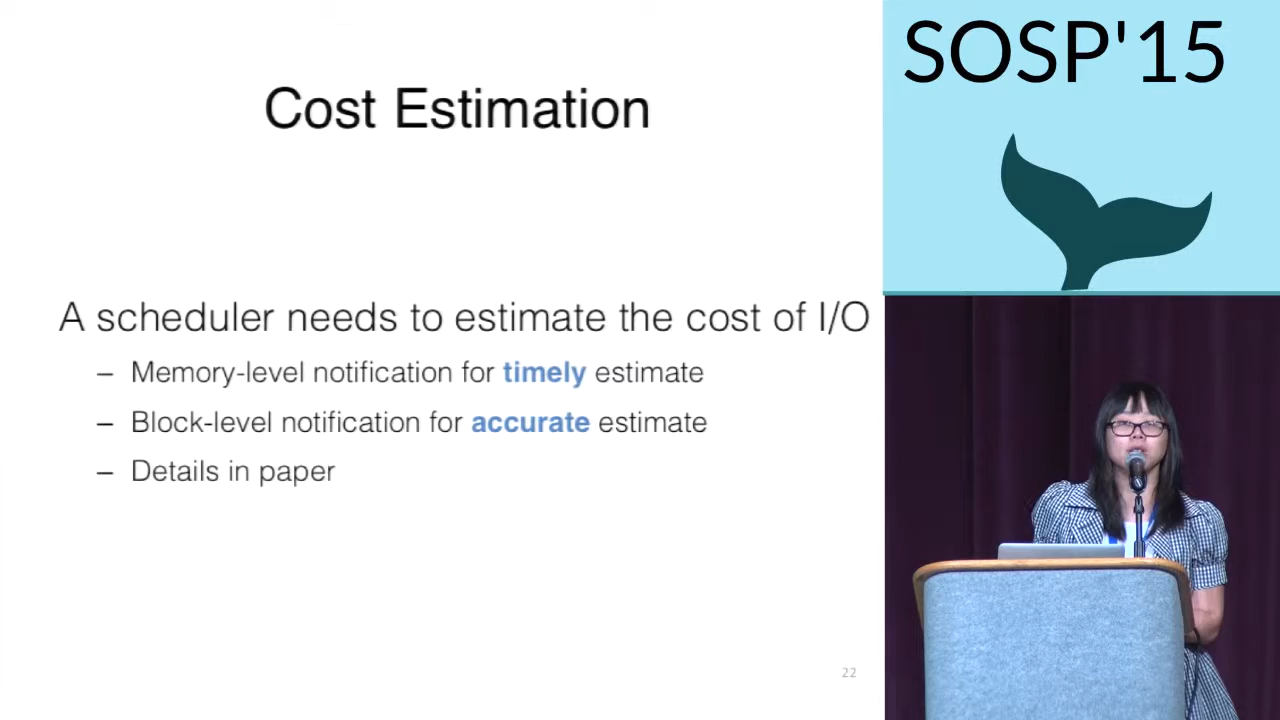 Cost Estimation
A scheduler needs to estimate the cost of I/O
– Memory-level notification for timely estimate
– Block-level notification for accurate estimate
– Details in paper
22
SOSP'15